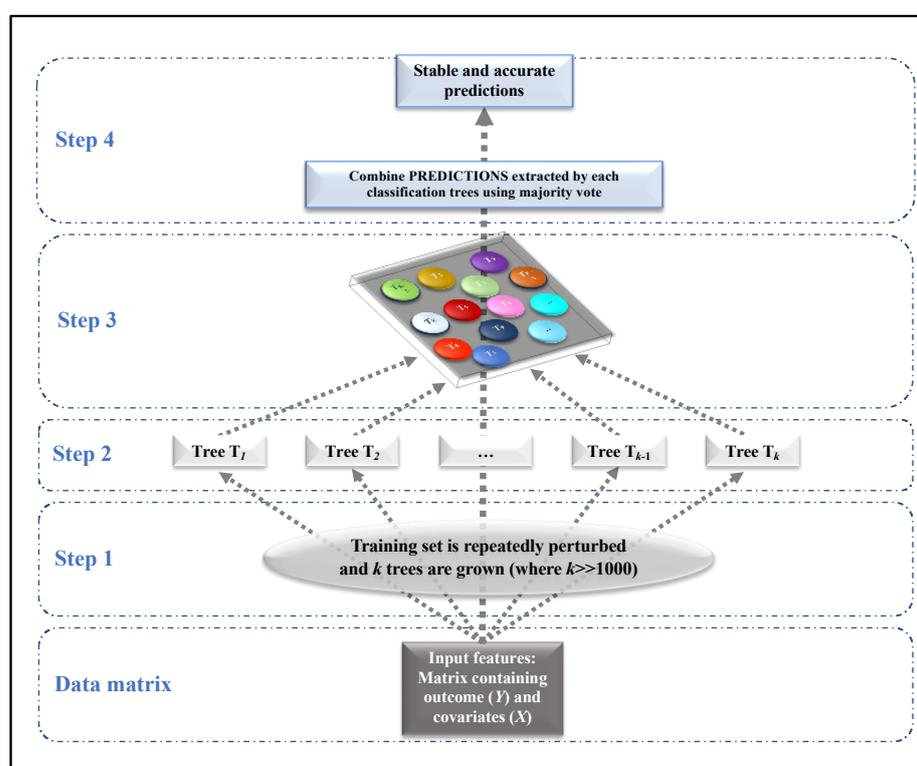 Step 4
Stable and accurate
predictions
Combine PREDICTIONS extracted by each
classification trees using majority vote
Step 3
Step 2
Tree T1
Tree T2
…
Tree Tk-1
Tree Tk
Step 1
Training set is repeatedly perturbed
and k trees are grown (where k>>1000)
Data matrix
Input features:
Matrix containing
outcome (Y) and
covariates (X)